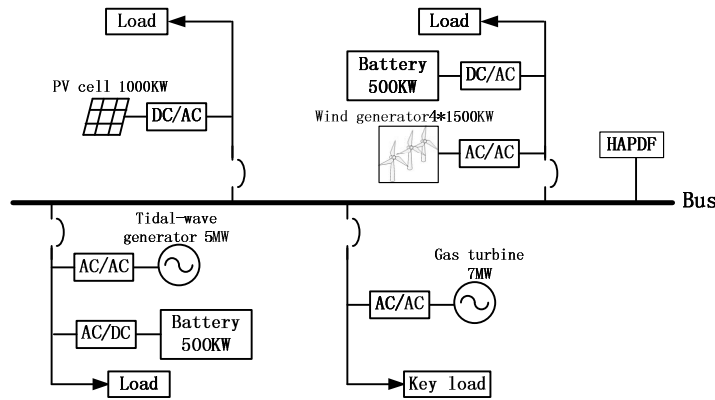 Load
Load
PV cell 1000KW
DC/AC
Battery
500KW
DC/AC
Wind generator4*1500KW
AC/AC
HAPDF
Bus
Tidal-wave
generator 5MW
AC/AC
Gas turbine
7MW
AC/AC
AC/DC
Battery
500KW
Load
Key load